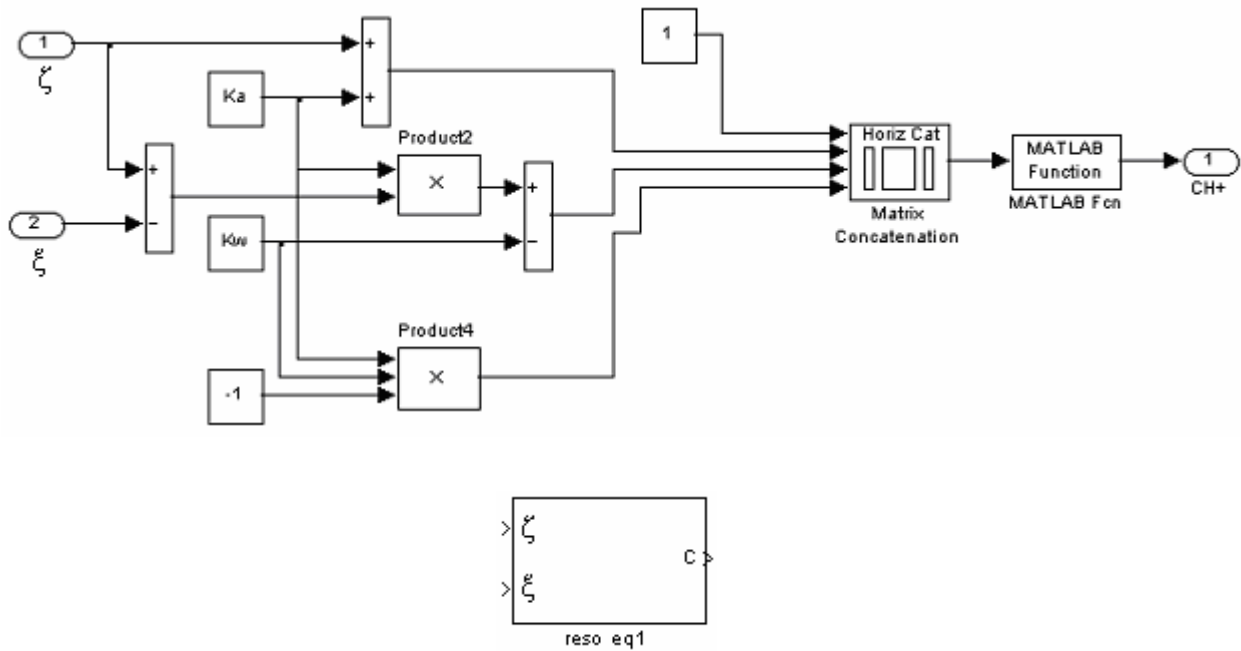 1
ζ
+
+
1
Ka
Product2
×
Horiz Cat
MATLAB
Function
1
CH+
MATLAB Fcn
Matrix
Concatenation
+
−
+
−
2
ξ
Kw
Product4
×
-1
ζ
ξ
C
reso eq1